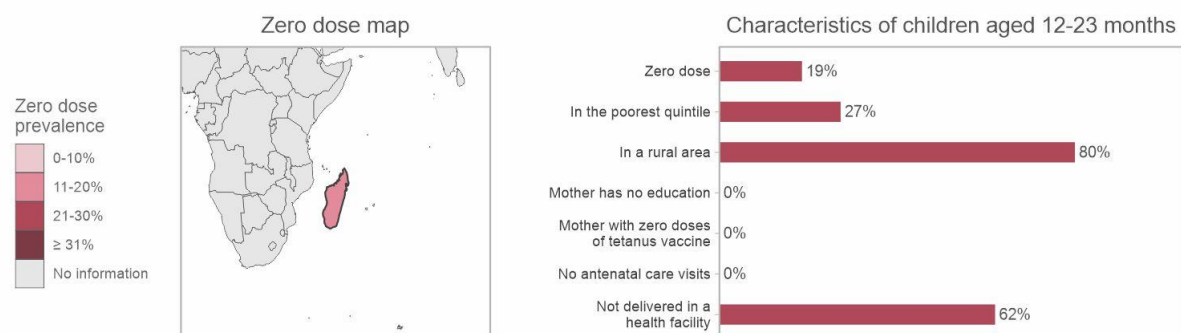 Zero dose map
Zero dose
prevalence
0-10%
11-20%
21-30%
≥ 31%
No information
Characteristics of children aged 12-23 months
Zero dose 19%
In the poorest quintile 27%
In a rural area 80%
Mother has no education 0%
Mother with zero doses
of tetanus vaccine 0%
No antenatal care visits 0%
Not delivered in a
health facility 62%